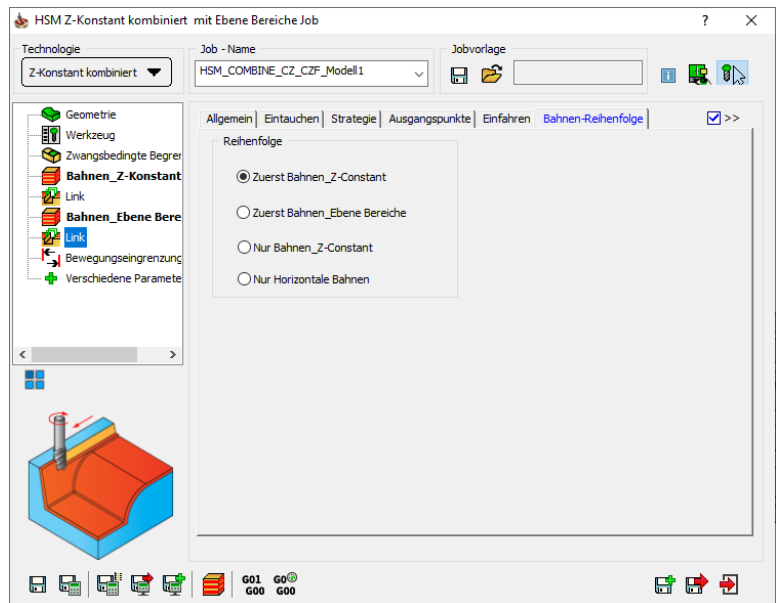 HSM Z-Konstant kombiniert mit Ebene Bereiche Job
?
Technologie
Z-Konstant kombiniert
Job - Name
HSM_COMBINE_CZ_CZF_Modell1
Jobvorlage
Geometrie
Werkzeug
Zwangsbedingte Begrer
Bahnen_Z-Konstant
Link
Bahnen_Ebene Bere
Link
Bewegungseingrenzung
Verschiedene Paramete
Allgemein
Eintauchen
Strategie
Ausgangspunkte
Einfahren
Bahnen-Reihenfolge
>>
Reihenfolge
Zuerst Bahnen_Z-Constant
Zuerst Bahnen_Ebene Bereiche
Nur Bahnen_Z-Constant
Nur Horizontale Bahnen
G01 G00
G00 G00